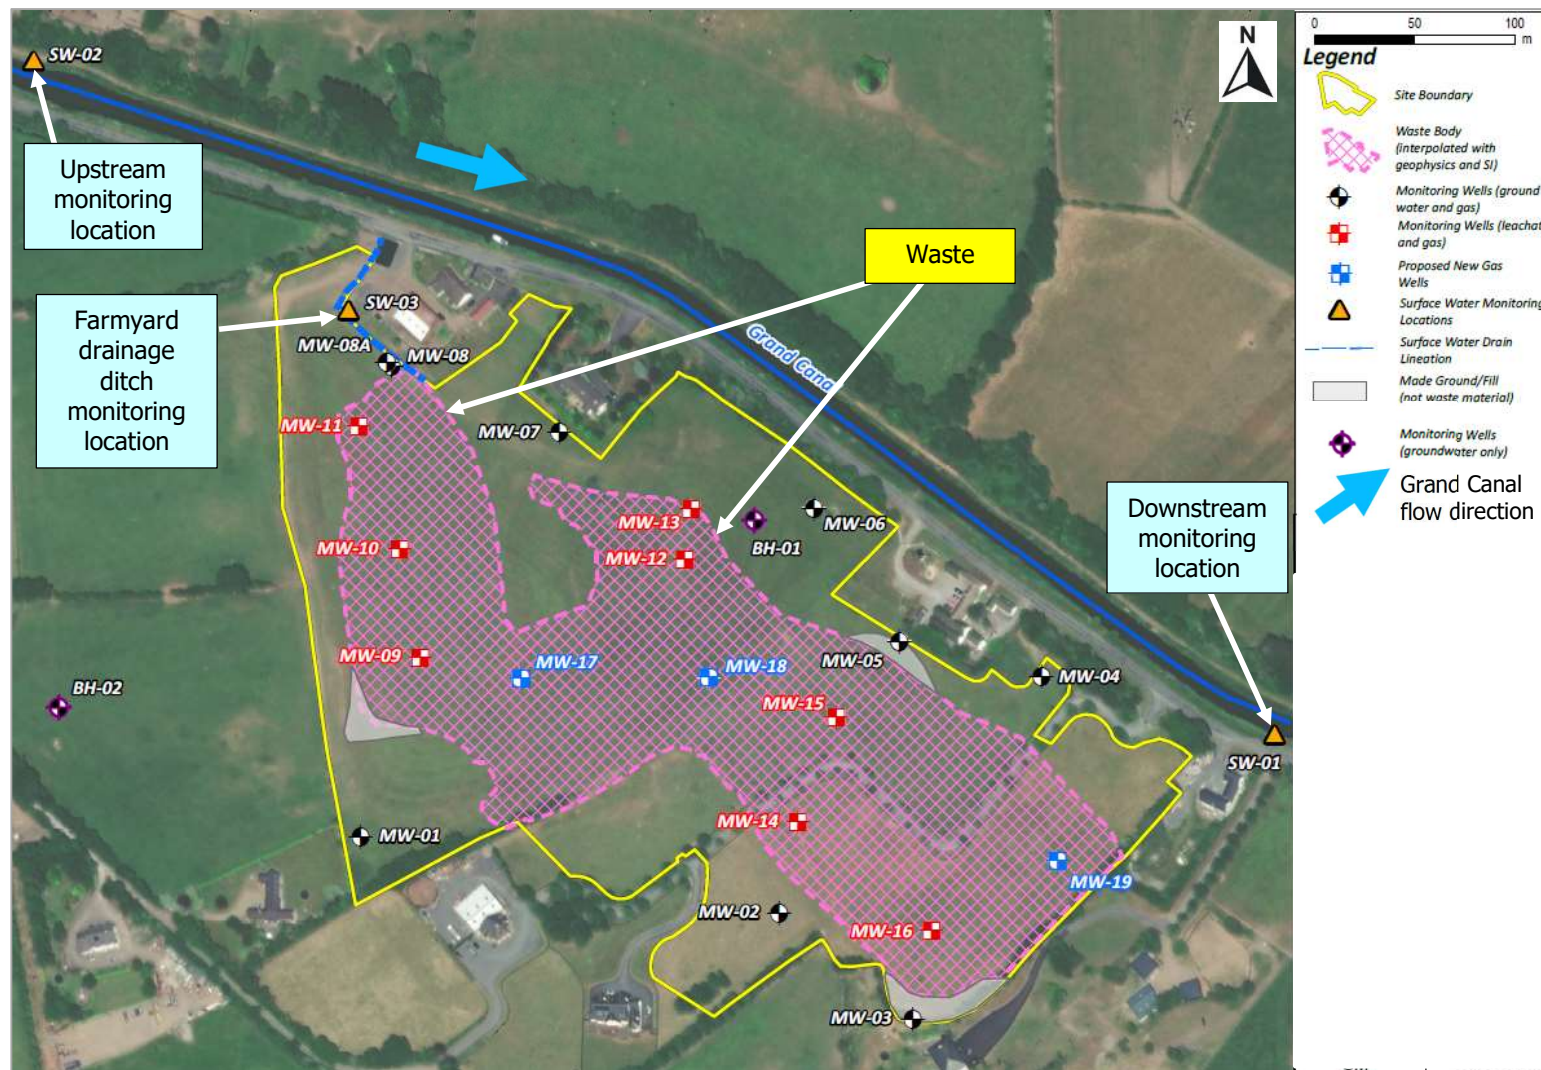 SW-02
N
0 50 100
m
Legend
Site Boundary
Waste Body
(interpolated with
geophysics and SI)
Monitoring Wells (ground
water and gas)
Monitoring Wells (leachat
and gas)
Proposed New Gas
Wells
Surface Water Monitoring
Locations
Surface Water Drain
Lineation
Made Ground/Fill
(not waste material)
Monitoring Wells
(groundwater only)
Grand Canal
flow direction
Upstream
monitoring
location
Waste
Farmyard
drainage
ditch
monitoring
location
SW-03
MW-08A
MW-08
Grand Canal
MW-11
MW-07
Downstream
monitoring
location
MW-13
MW-06
BH-01
MW-10
MW-12
MW-09
MW-17
MW-18
MW-05
MW-04
BH-02
MW-15
SW-01
MW-14
MW-01
MW-19
MW-02
MW-16
MW-03